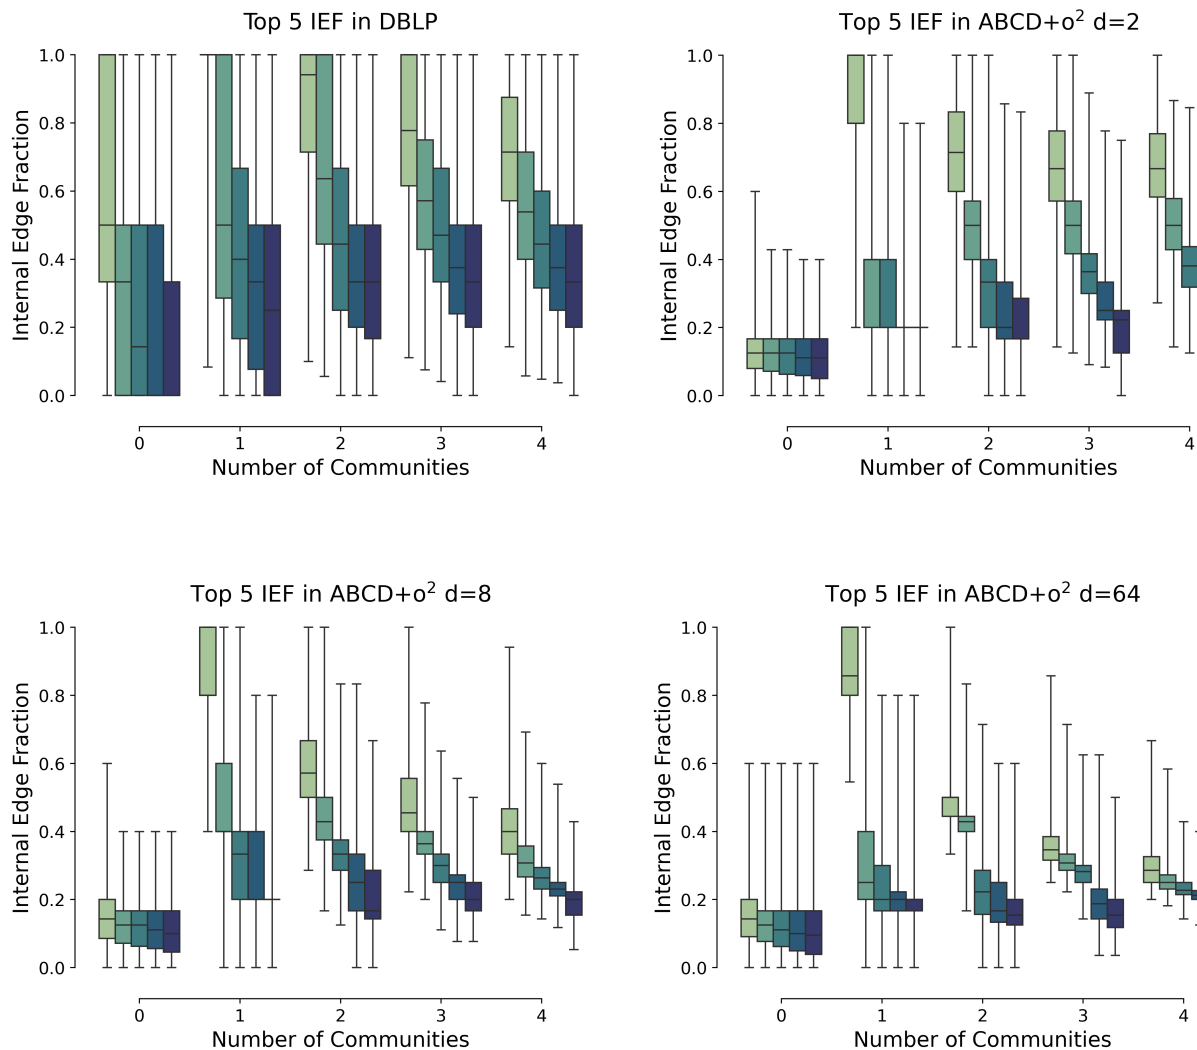 Top 5 IEF in DBLP
Internal Edge Fraction
1.0
0.8
0.6
0.4
0.2
0.0
0 1 2 3 4
Number of Communities
Top 5 IEF in ABCD+o² d=2
Internal Edge Fraction
1.0
0.8
0.6
0.4
0.2
0.0
0 1 2 3 4
Number of Communities
Top 5 IEF in ABCD+o² d=8
Internal Edge Fraction
1.0
0.8
0.6
0.4
0.2
0.0
0 1 2 3 4
Number of Communities
Top 5 IEF in ABCD+o² d=64
Internal Edge Fraction
1.0
0.8
0.6
0.4
0.2
0.0
0 1 2 3 4
Number of Communities